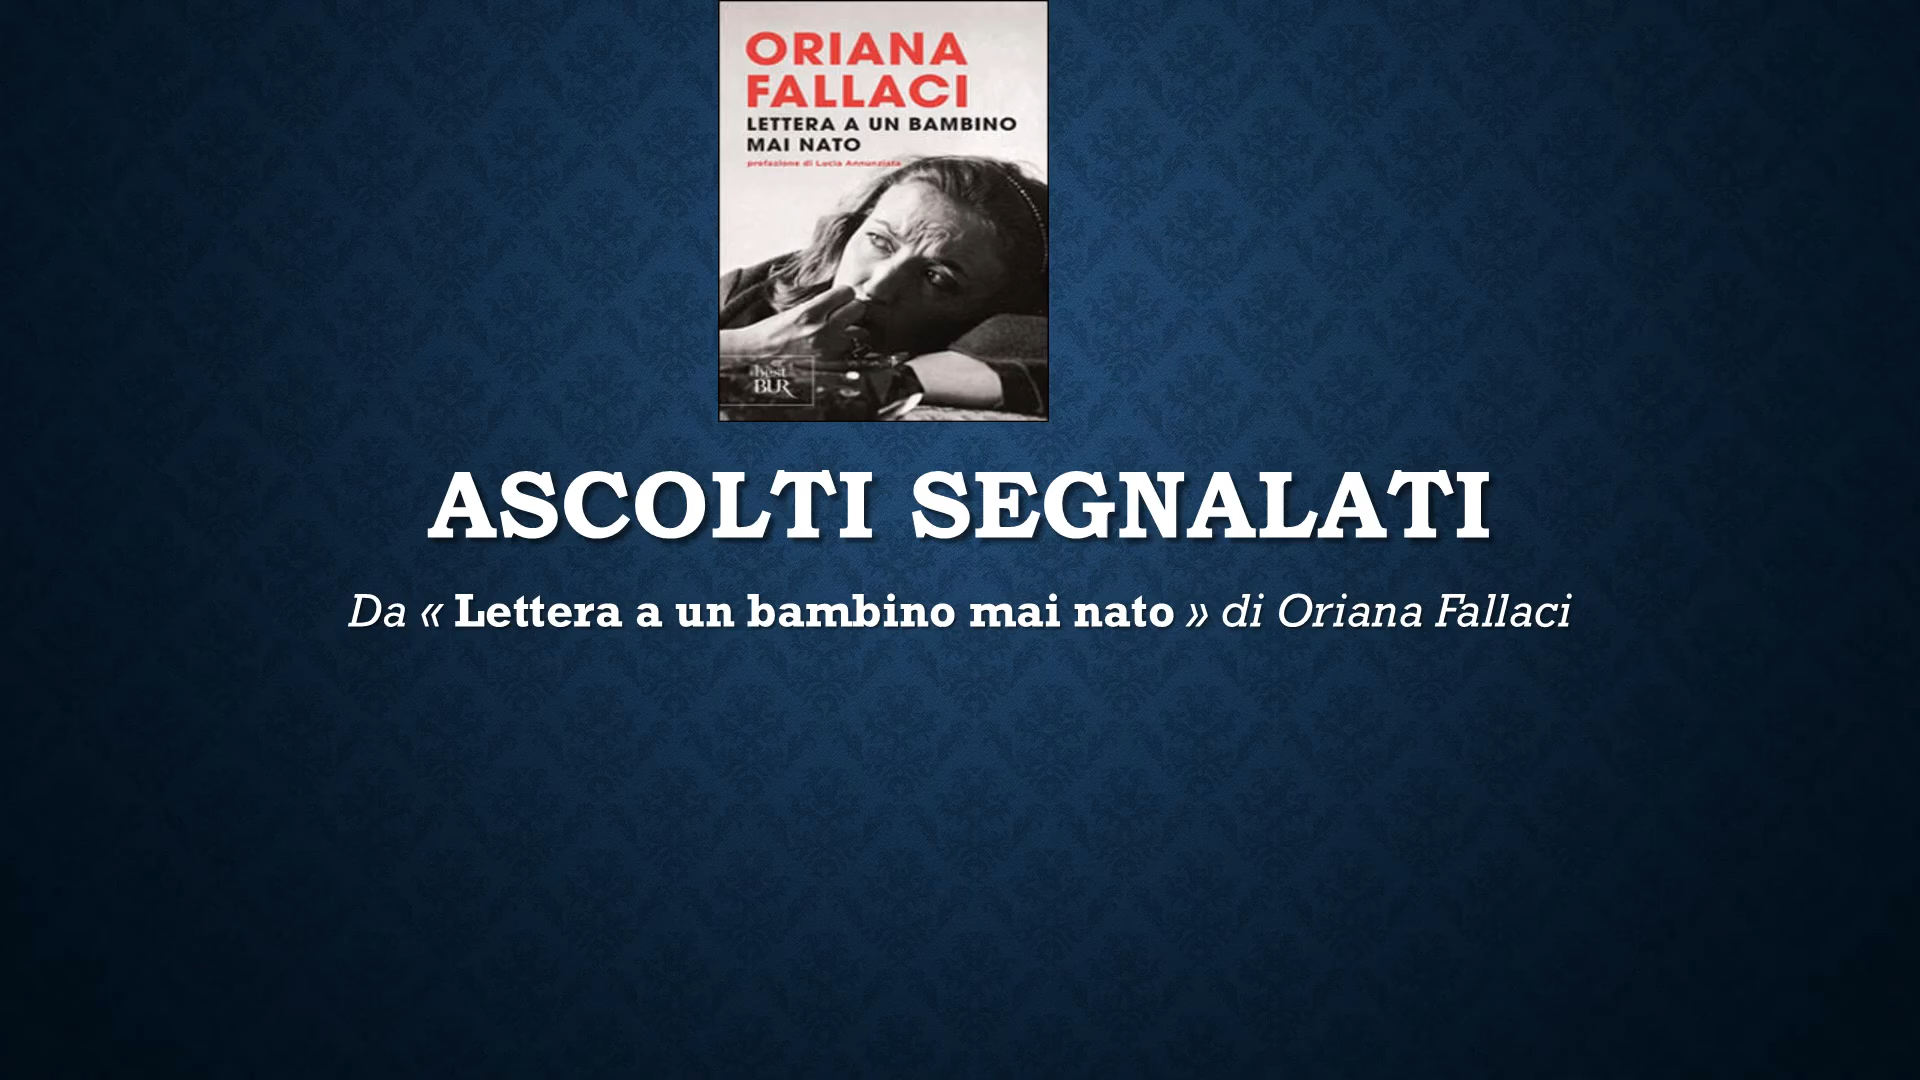 ORIANA
FALLACI
LETTERA A UN BAMBINO
MAI NATO
prefazione di Lucia Annunziata
best
BUR
ASCOLTI SEGNALATI
Da « Lettera a un bambino mai nato » di Oriana Fallaci